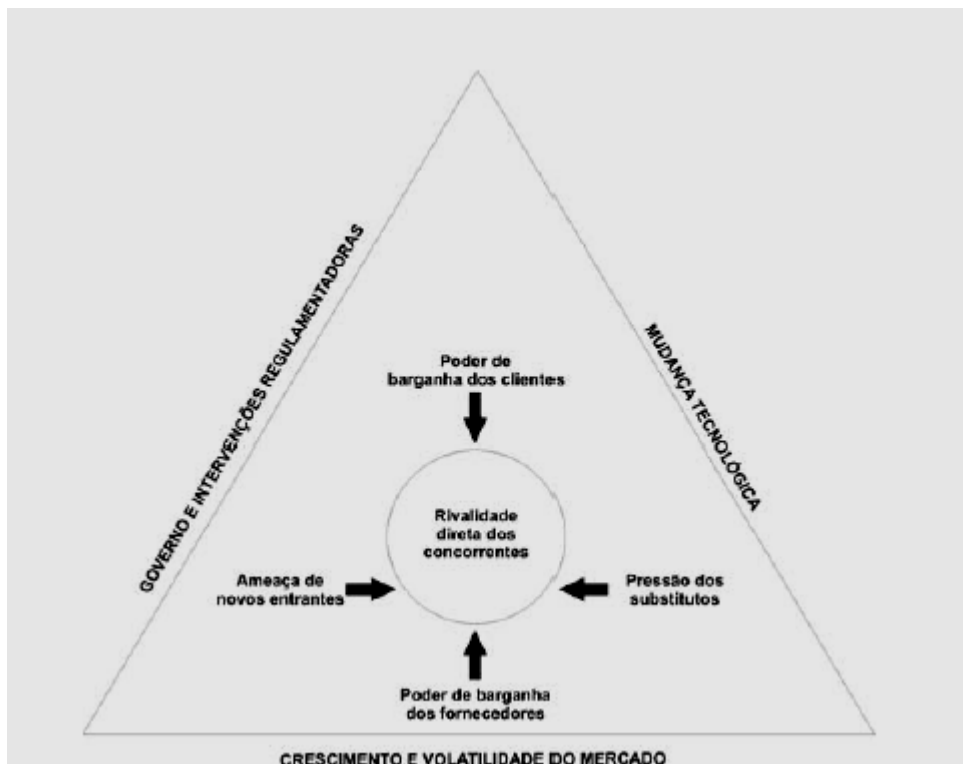 GOVERNO E INTERVENÇÕES REGULAMENTADORAS
MUDANÇA TECNOLÓGICA
Poder de
barganha dos clientes
Rivalidade
direta dos
concorrentes
Ameaça de
novos entrantes
Pressão dos
substitutos
Poder de barganha
dos fornecedores
CRESCIMENTO E VOLATILIDADE DO MERCADO